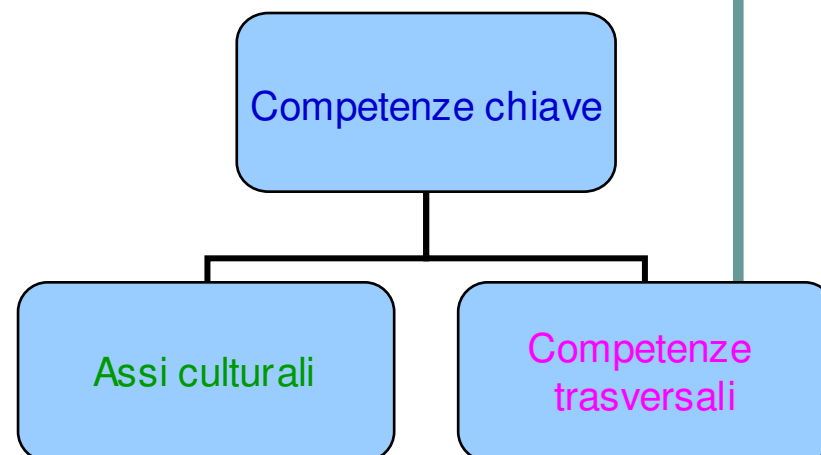 Competenze chiave
Assi culturali
Competenze
trasversali